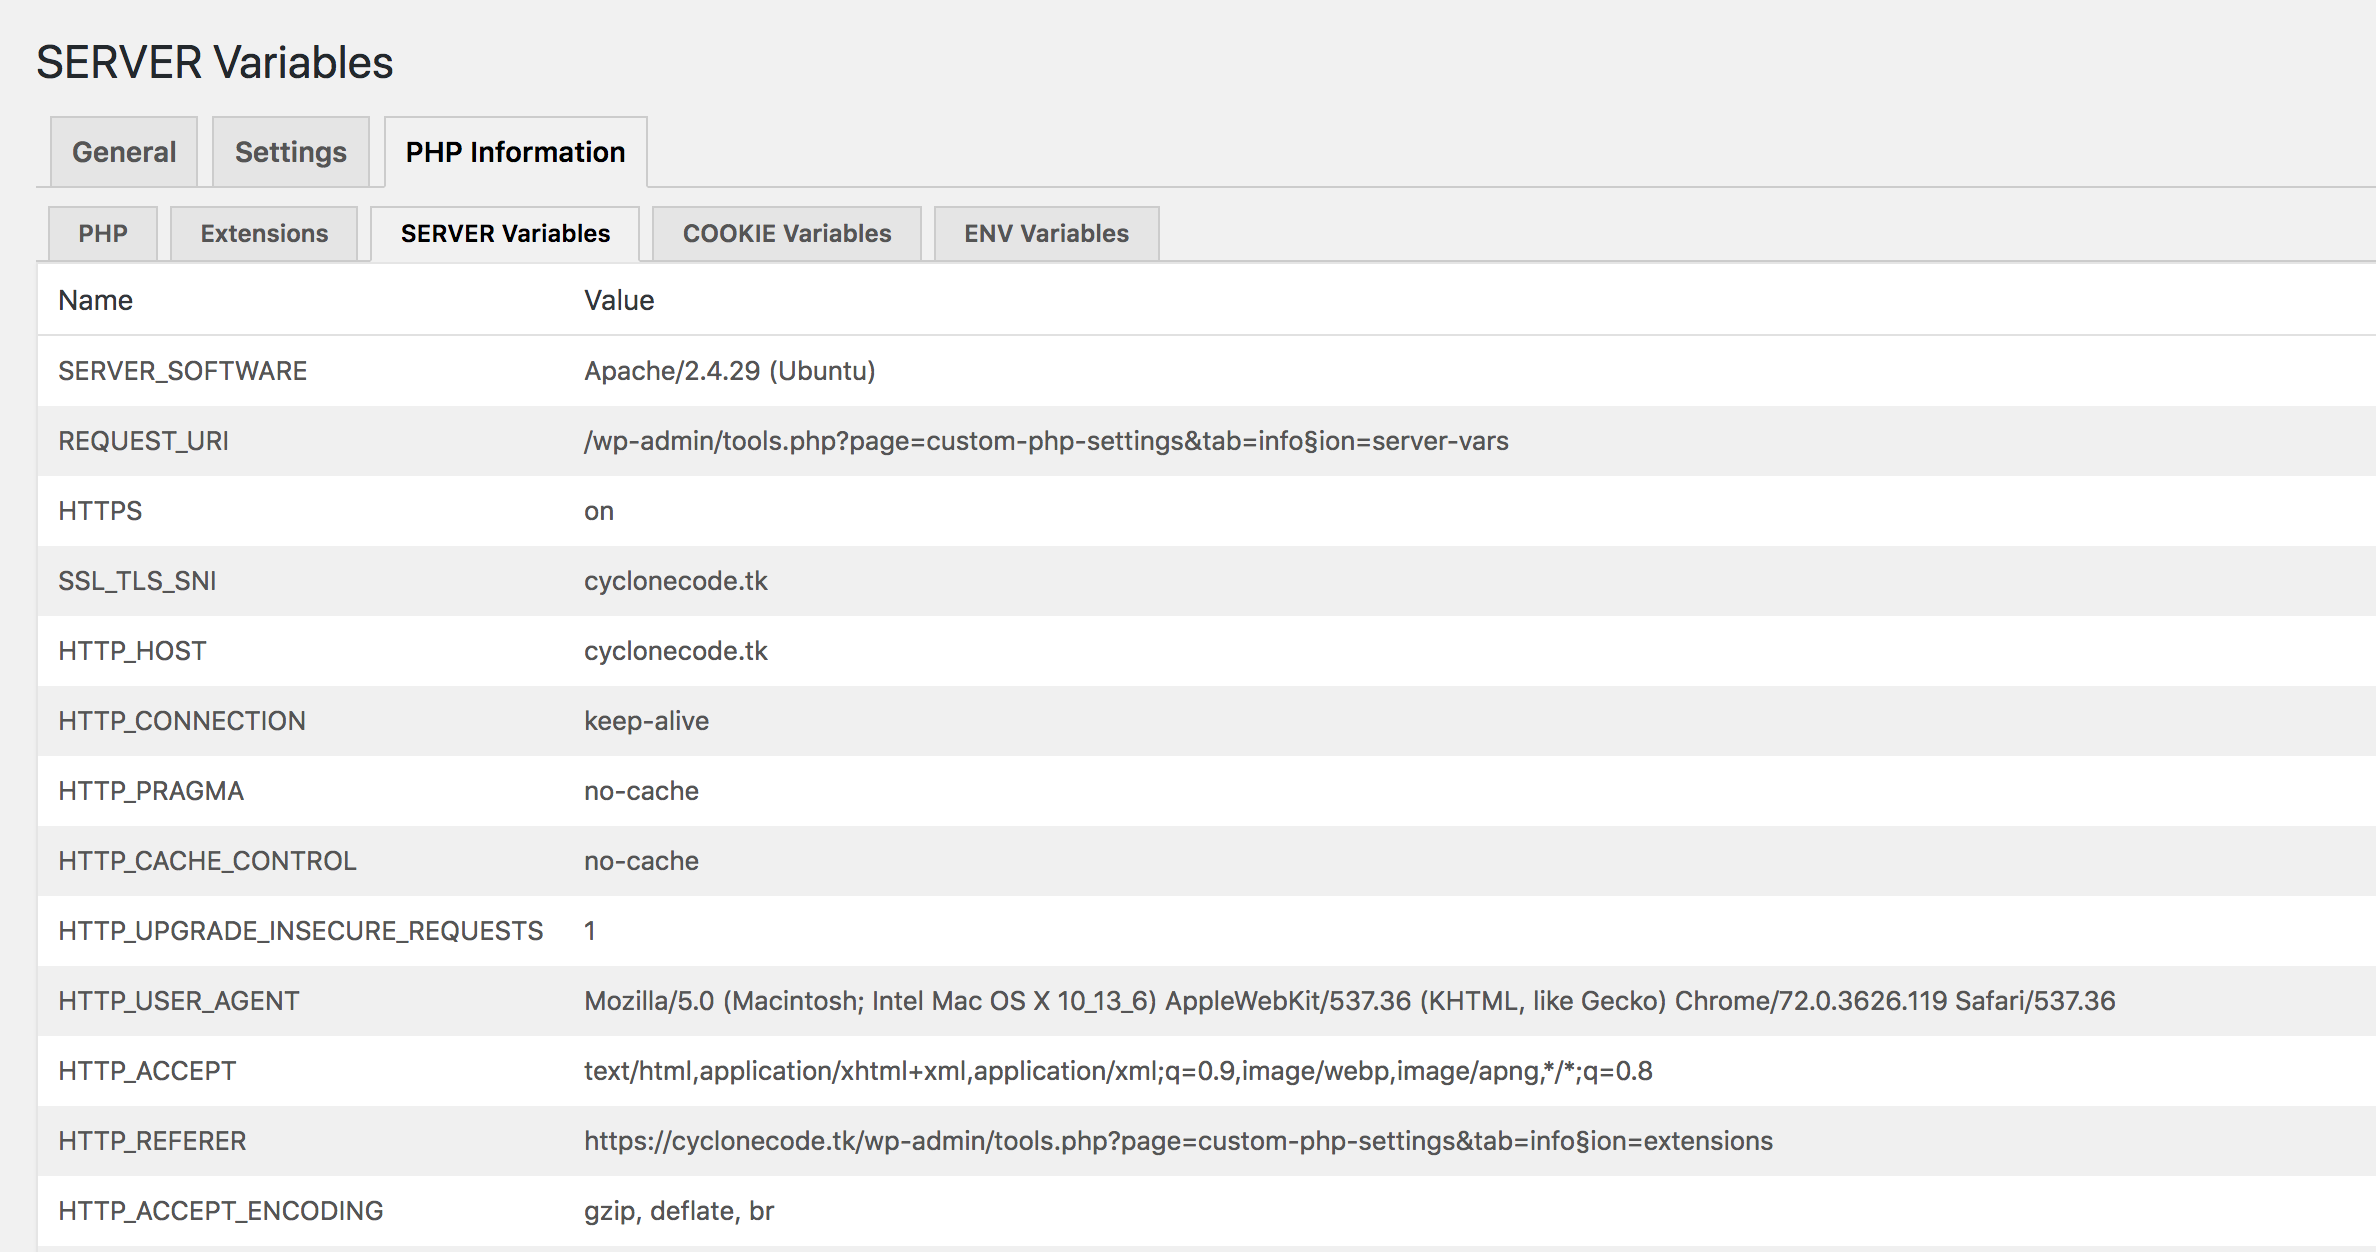 SERVER Variables
General Settings PHP Information
PHP Extensions SERVER Variables COOKIE Variables ENV Variables
Name Value
SERVER_SOFTWARE Apache/2.4.29 (Ubuntu)
REQUEST_URI /wp-admin/tools.php?page=custom-php-settings&tab=info§ion=server-vars
HTTPS on
SSL_TLS_SNI cyclonecode.tk
HTTP_HOST cyclonecode.tk
HTTP_CONNECTION keep-alive
HTTP_PRAGMA no-cache
HTTP_CACHE_CONTROL no-cache
HTTP_UPGRADE_INSECURE_REQUESTS 1
HTTP_USER_AGENT Mozilla/5.0 (Macintosh; Intel Mac OS X 10_13_6) AppleWebKit/537.36 (KHTML, like Gecko) Chrome/72.0.3626.119 Safari/537.36
HTTP_ACCEPT text/html,application/xhtml+xml,application/xml;q=0.9,image/webp,image/apng,*/*;q=0.8
HTTP_REFERER https://cyclonecode.tk/wp-admin/tools.php?page=custom-php-settings&tab=info§ion=extensions
HTTP_ACCEPT_ENCODING gzip, deflate, br